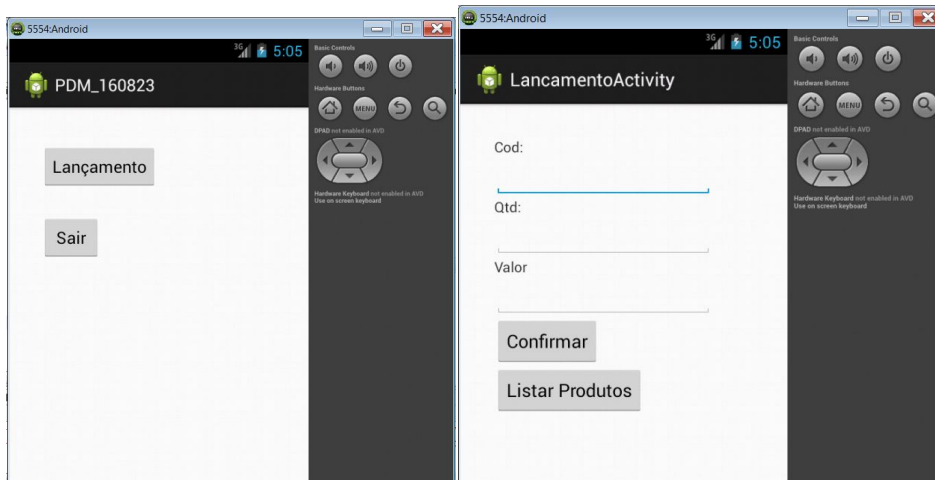 5554:Android
3G 5:05
PDM_160823
Lançamento
Sair
Basic Controls
Hardware Buttons
MENU
DPAD not enabled in AVD
Hardware Keyboard not enabled in AVD
Use on screen keyboard
5554:Android
3G 5:05
LancamentoActivity
Cod:
Qtd:
Valor
Confirmar
Listar Produtos
Basic Controls
Hardware Buttons
MENU
DPAD not enabled in AVD
Hardware Keyboard not enabled in AVD
Use on screen keyboard